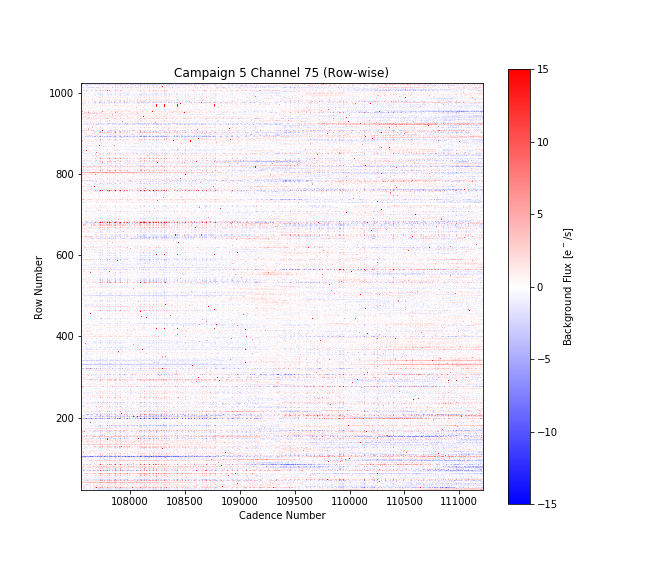 Campaign 5 Channel 75 (Row-wise)
1000
800
600
400
200
Row Number
108000 108500 109000 109500 110000 110500 111000
Cadence Number
15
10
5
0
−5
−10
−15
Background Flux [e⁻/s]